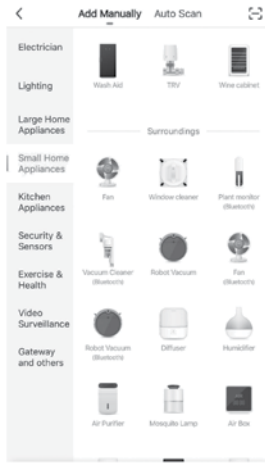 Add Manually Auto Scan
Electrician
Lighting
Large Home
Appliances
Small Home
Appliances
Kitchen
Appliances
Security &
Sensors
Exercise &
Health
Video
Surveillance
Gateway
and others
Wash Aid TRV Wine cabinet
Surroundings
Fan Window cleaner Plant monitor
(Bluetooth)
Vacuum Cleaner Robot Vacuum Fan
(Bluetooth) (Bluetooth)
Robot Vacuum Diffuser Humidifier
(Bluetooth)
Air Purifier Mosquito Lamp Air Box